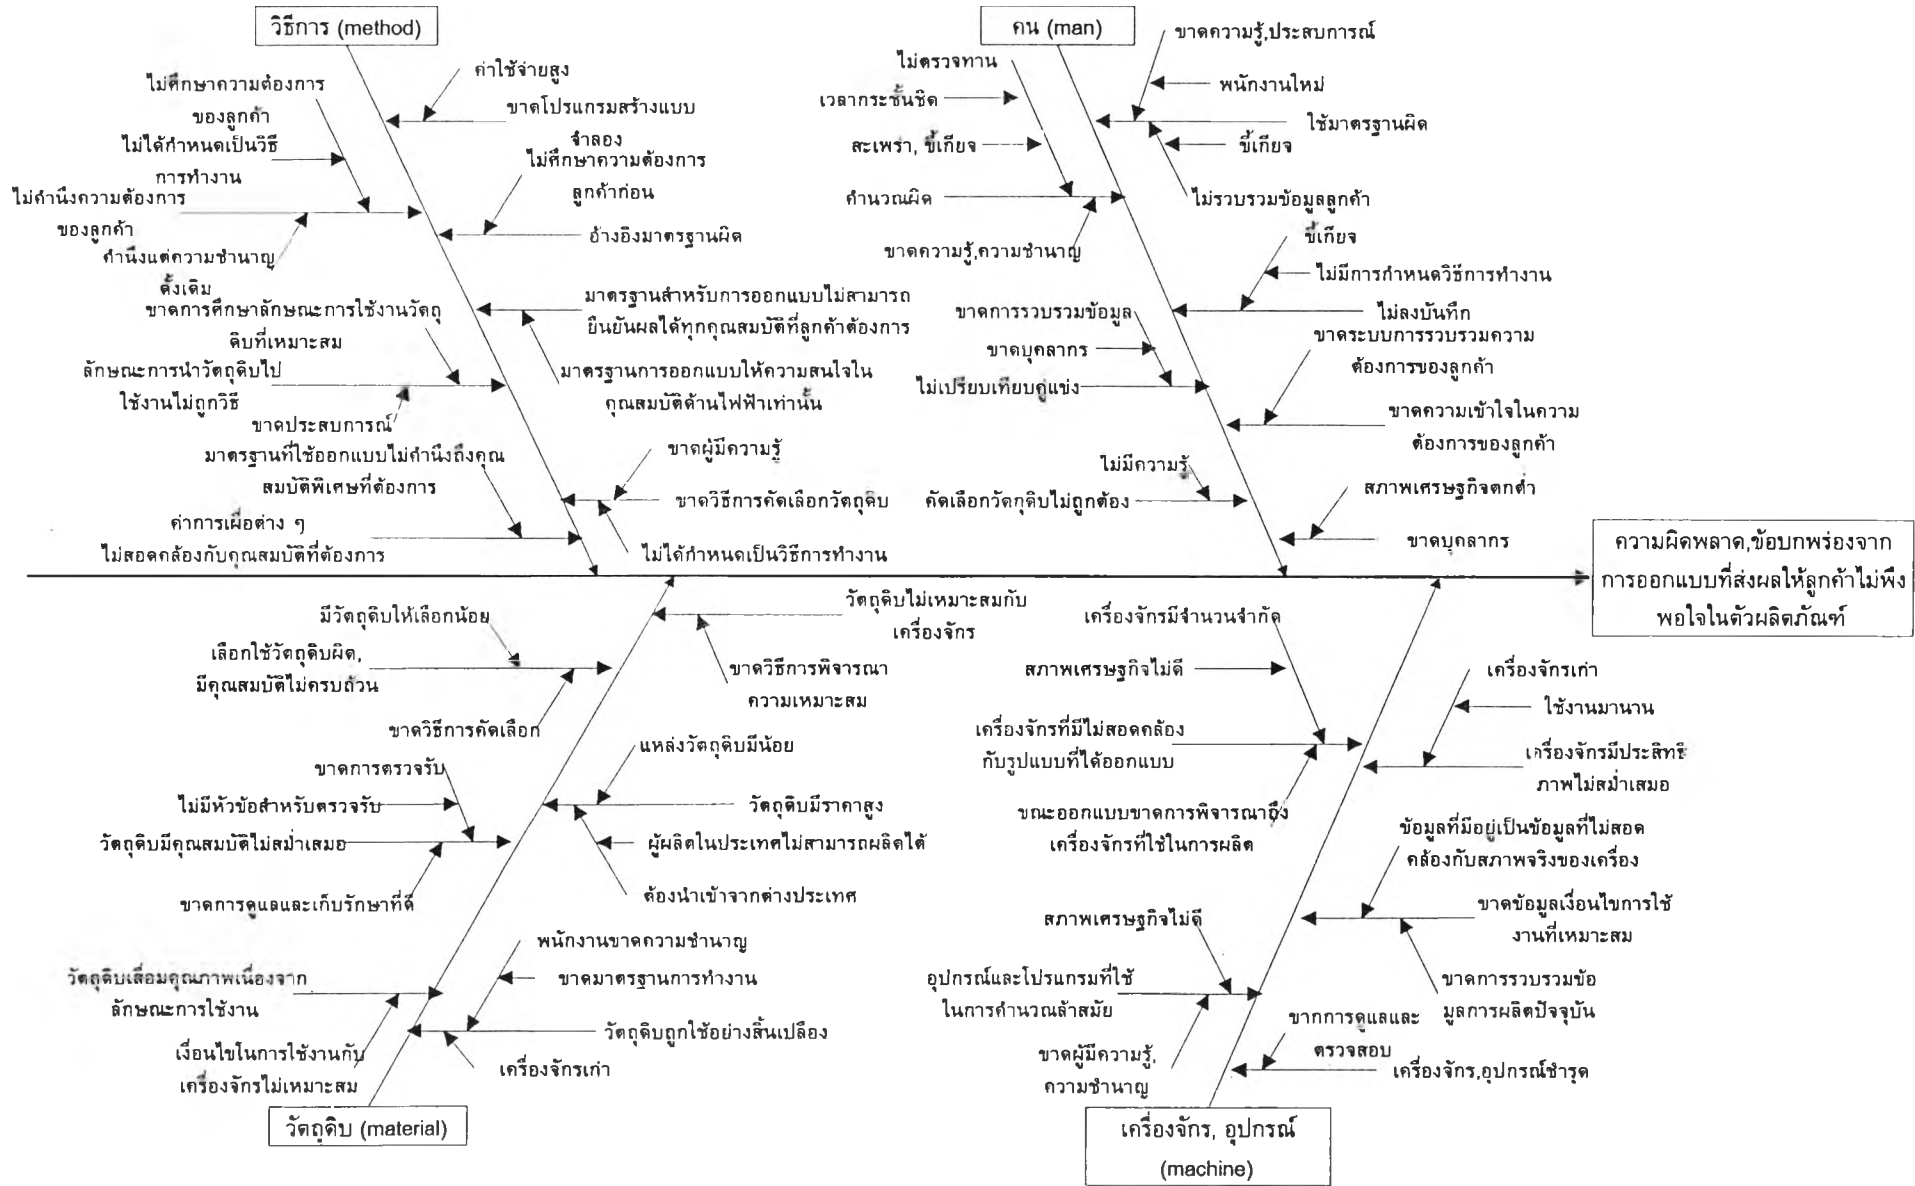 วิธีการ (method)
ไม่ศึกษาความต้องการ
ของลูกค้า
ไม่ได้กำหนดเป็นวิธี
การทำงาน
ไม่คำนึงความต้องการ
ของลูกค้า
คำนึงแต่ความชำนาญ
ดั้งเดิม
ขาดการศึกษาลักษณะการใช้งานวัตถุ
ดิบที่เหมาะสม
ลักษณะการนำวัตถุดิบไป
ใช้งานไม่ถูกวิธี
ขาดประสบการณ์
มาตรฐานที่ใช้ออกแบบไม่คำนึงถึงคุณ
สมบัติพิเศษที่ต้องการ
ค่าการเผื่อต่าง ๆ
ไม่สอดคล้องกับคุณสมบัติที่ต้องการ
ค่าใช้จ่ายสูง
ขาดโปรแกรมสร้างแบบ
จำลอง
ไม่ศึกษาความต้องการ
ลูกค้าก่อน
อ้างอิงมาตรฐานผิด
มาตรฐานสำหรับการออกแบบไม่สามารถ
ยืนยันผลได้ทุกคุณสมบัติที่ลูกค้าต้องการ
มาตรฐานการออกแบบให้ความสนใจใน
คุณสมบัติด้านไฟฟ้าเท่านั้น
ขาดผู้มีความรู้
ขาดวิธีการคัดเลือกวัตถุดิบ
ไม่ได้กำหนดเป็นวิธีการทำงาน
คน (man)
ไม่ตรวจทาน
เวลากระชั้นชิด
สะเพร่า, ขี้เกียจ
คำนวณผิด
ขาดความรู้,ความชำนาญ
ขาดการรวบรวมข้อมูล
ขาดบุคลากร
ไม่เปรียบเทียบคู่แข่ง
ไม่มีความรู้
คัดเลือกวัตถุดิบไม่ถูกต้อง
ขาดความรู้,ประสบการณ์
พนักงานใหม่
ใช้มาตรฐานผิด
ขี้เกียจ
ไม่รวบรวมข้อมูลลูกค้า
ขี้เกียจ
ไม่มีการกำหนดวิธีการทำงาน
ไม่ลงบันทึก
ขาดระบบการรวบรวมความ
ต้องการของลูกค้า
ขาดความเข้าใจในความ
ต้องการของลูกค้า
สภาพเศรษฐกิจตกต่ำ
ขาดบุคลากร
ความผิดพลาด,ข้อบกพร่องจาก
การออกแบบที่ส่งผลให้ลูกค้าไม่พึง
พอใจในตัวผลิตภัณฑ์
มีวัตถุดิบให้เลือกน้อย
เลือกใช้วัตถุดิบผิด,
มีคุณสมบัติไม่ครบถ้วน
ขาดวิธีการคัดเลือก
ขาดการตรวจรับ
ไม่มีหัวข้อสำหรับตรวจรับ
วัตถุดิบมีคุณสมบัติไม่สม่ำเสมอ
ขาดการดูแลและเก็บรักษาที่ดี
วัตถุดิบเสื่อมคุณภาพเนื่องจาก
ลักษณะการใช้งาน
เงื่อนไขในการใช้งานกับ
เครื่องจักรไม่เหมาะสม
วัตถุดิบไม่เหมาะสมกับ
เครื่องจักร
ขาดวิธีการพิจารณา
ความเหมาะสม
แหล่งวัตถุดิบมีน้อย
วัตถุดิบมีราคาสูง
ผู้ผลิตในประเทศไม่สามารถผลิตได้
ต้องนำเข้าจากต่างประเทศ
พนักงานขาดความชำนาญ
ขาดมาตรฐานการทำงาน
วัตถุดิบถูกใช้อย่างสิ้นเปลือง
เครื่องจักรเก่า
วัตถุดิบ (material)
เครื่องจักรมีจำนวนจำกัด
สภาพเศรษฐกิจไม่ดี
เครื่องจักรที่มีไม่สอดคล้อง
กับรูปแบบที่ได้ออกแบบ
ขณะออกแบบขาดการพิจารณาถึง
เครื่องจักรที่ใช้ในการผลิต
สภาพเศรษฐกิจไม่ดี
อุปกรณ์และโปรแกรมที่ใช้
ในการคำนวณล้าสมัย
ขาดผู้มีความรู้,
ความชำนาญ
เครื่องจักรเก่า
ใช้งานมานาน
เครื่องจักรมีประสิทธิ
ภาพไม่สม่ำเสมอ
ข้อมูลที่มีอยู่เป็นข้อมูลที่ไม่สอด
คล้องกับสภาพจริงของเครื่อง
ขาดข้อมูลเงื่อนไขการใช้
งานที่เหมาะสม
ขาดการรวบรวมข้อ
มูลการผลิตปัจจุบัน
ขากการดูแลและ
ตรวจสอบ
เครื่องจักร,อุปกรณ์ชำรุด
เครื่องจักร, อุปกรณ์
(machine)